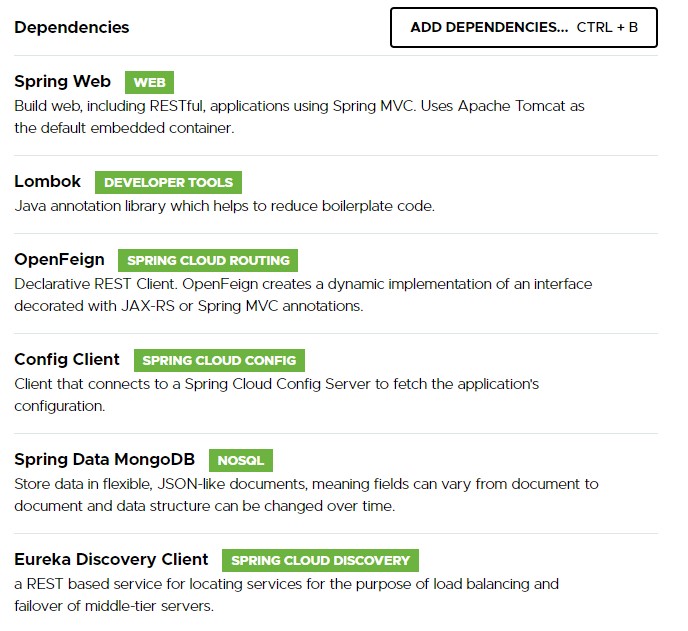 Dependencies
ADD DEPENDENCIES... CTRL + B
Spring Web WEB
Build web, including RESTful, applications using Spring MVC. Uses Apache Tomcat as
the default embedded container.
Lombok DEVELOPER TOOLS
Java annotation library which helps to reduce boilerplate code.
OpenFeign SPRING CLOUD ROUTING
Declarative REST Client. OpenFeign creates a dynamic implementation of an interface
decorated with JAX-RS or Spring MVC annotations.
Config Client SPRING CLOUD CONFIG
Client that connects to a Spring Cloud Config Server to fetch the application's
configuration.
Spring Data MongoDB NOSQL
Store data in flexible, JSON-like documents, meaning fields can vary from document to
document and data structure can be changed over time.
Eureka Discovery Client SPRING CLOUD DISCOVERY
a REST based service for locating services for the purpose of load balancing and
failover of middle-tier servers.